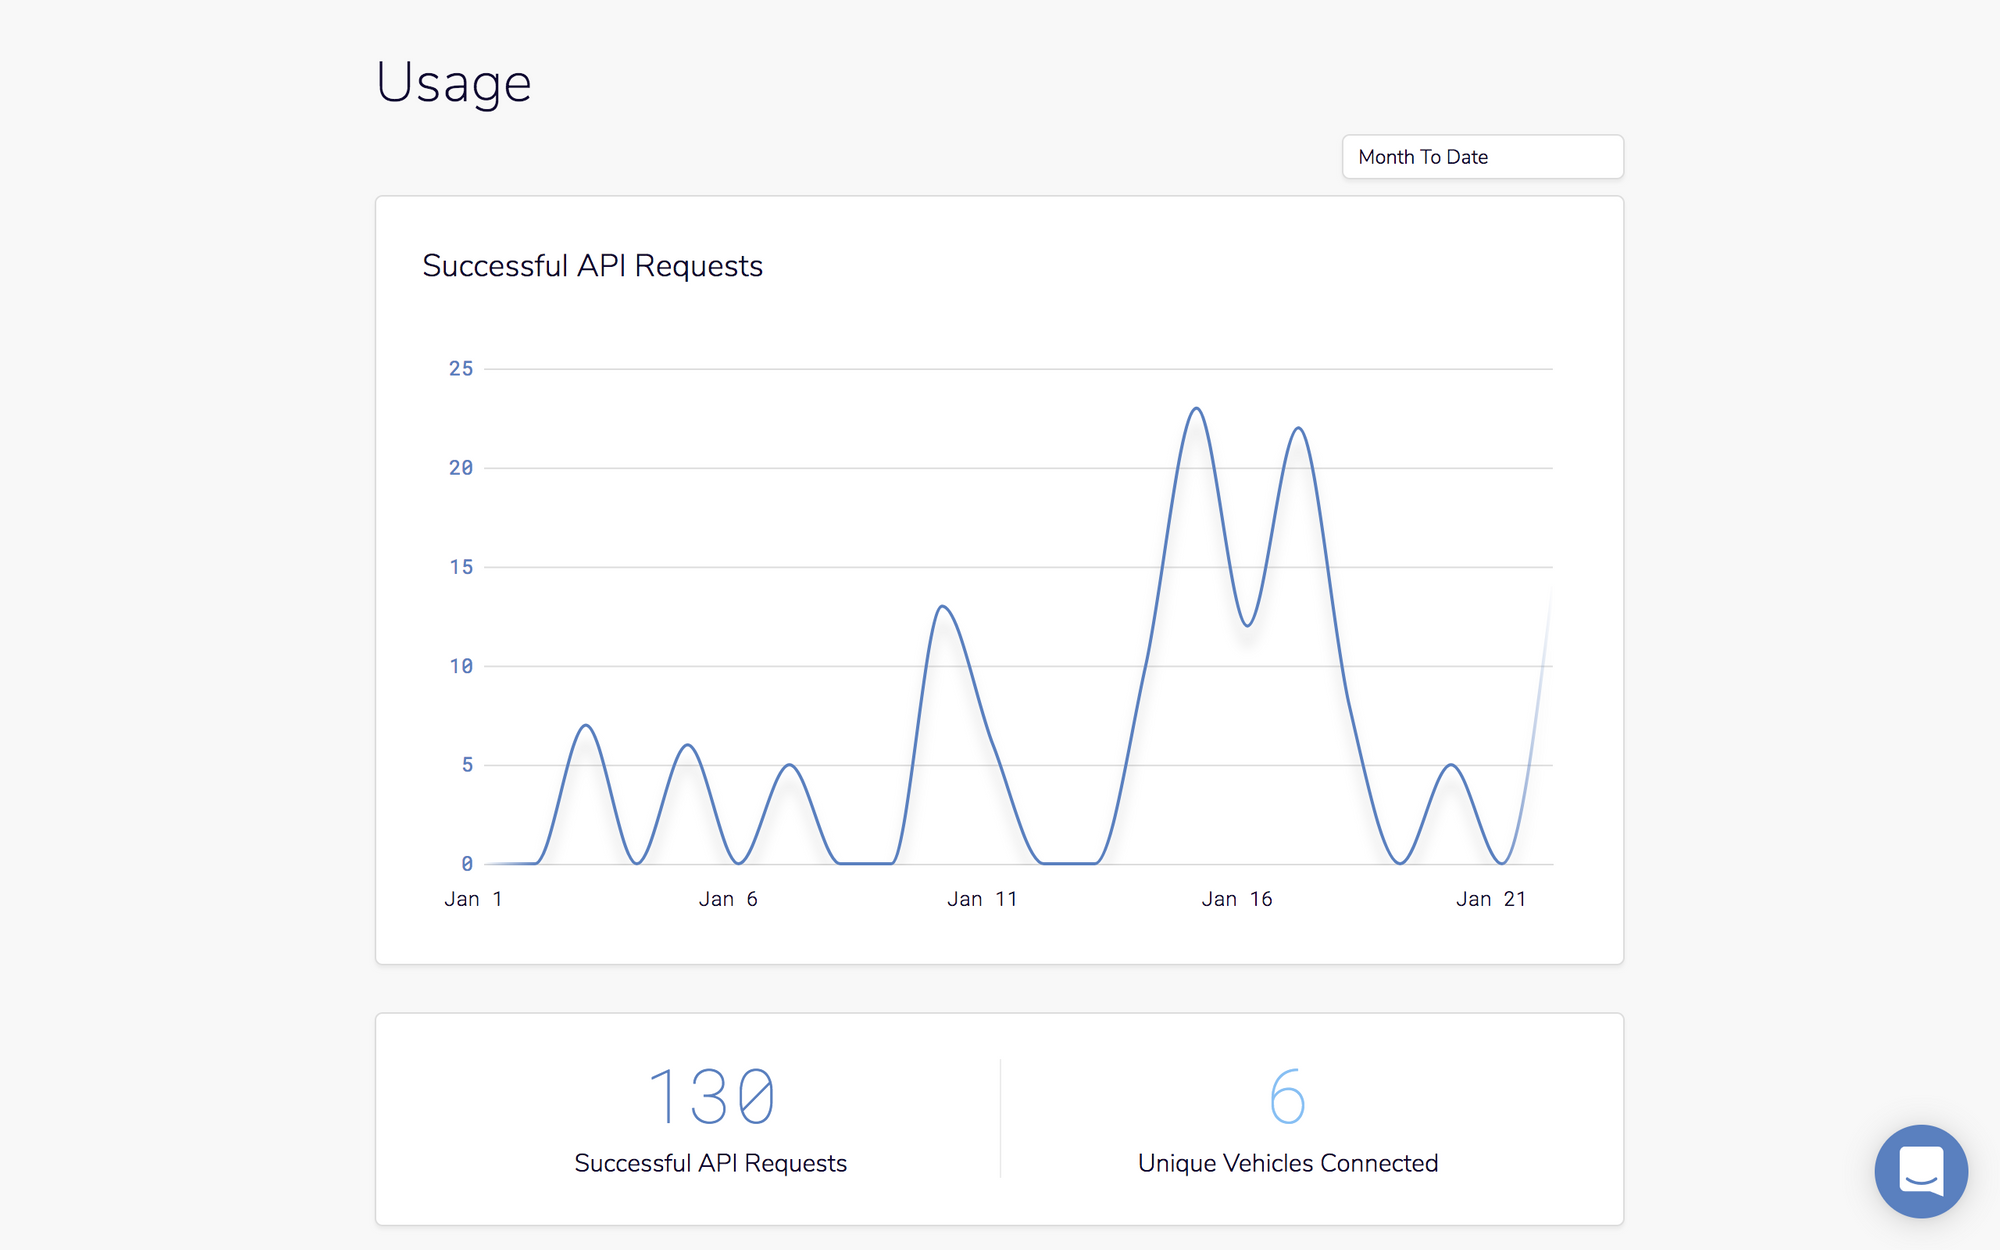 Usage
Month To Date
Successful API Requests
25
20
15
10
5
0
Jan 1 Jan 6 Jan 11 Jan 16 Jan 21
130 6
Successful API Requests Unique Vehicles Connected